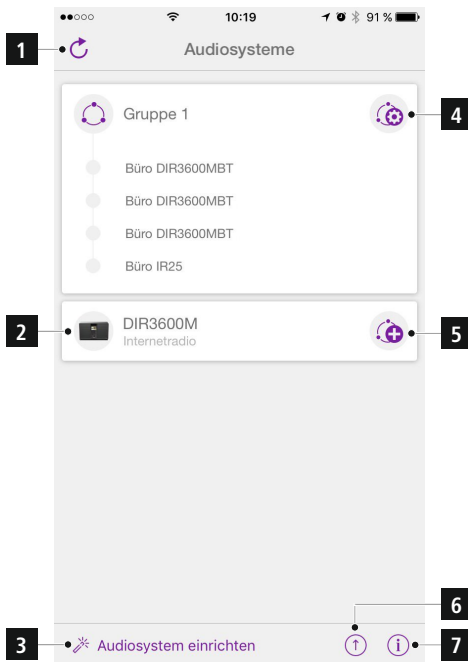 10:19
91 %
1
Audiosysteme
Gruppe 1
4
Büro DIR3600MBT
Büro DIR3600MBT
Büro DIR3600MBT
Büro IR25
2
DIR3600M
Internetradio
5
6
3
Audiosystem einrichten
i
7